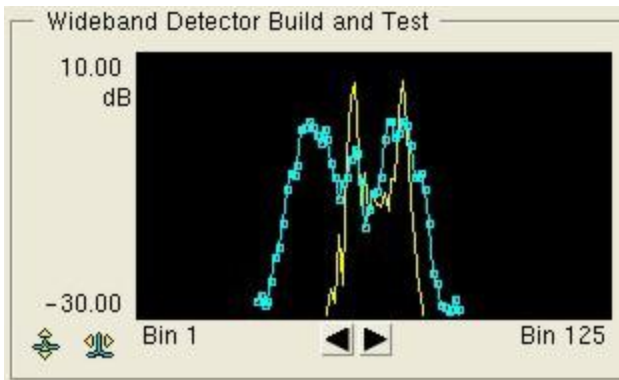 Wideband Detector Build and Test
10.00
dB
-30.00
Bin 1
Bin 125